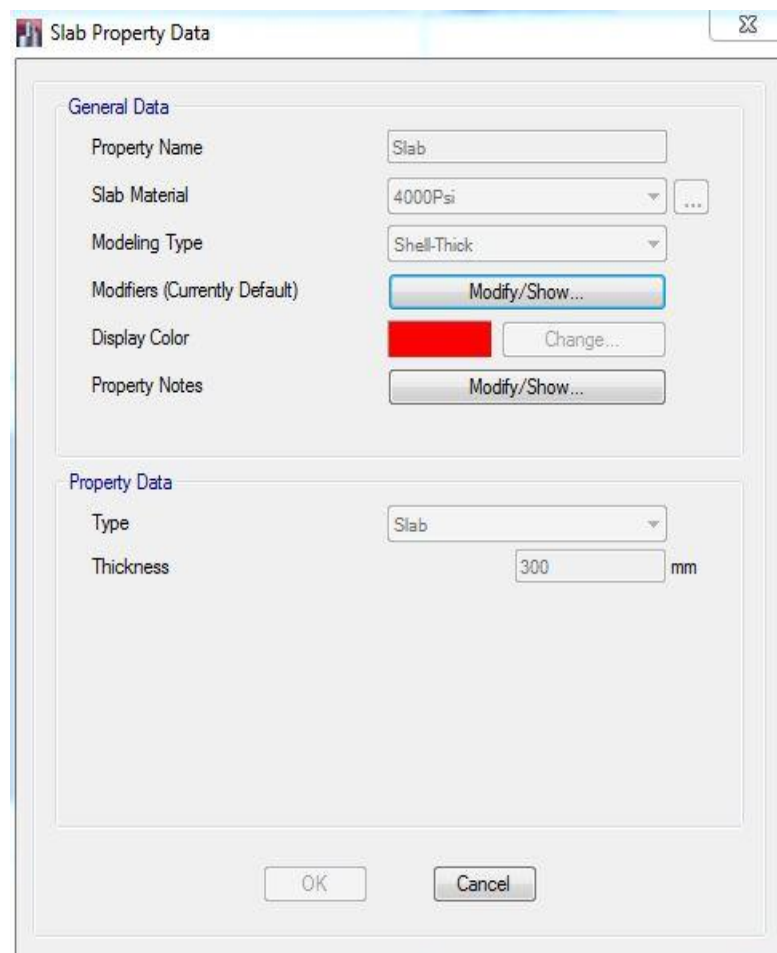 Slab Property Data
General Data
Property Name Slab
Slab Material 4000Psi ...
Modeling Type Shell-Thick
Modifiers (Currently Default) Modify/Show...
Display Color Change...
Property Notes Modify/Show...
Property Data
Type Slab
Thickness 300 mm
OK Cancel